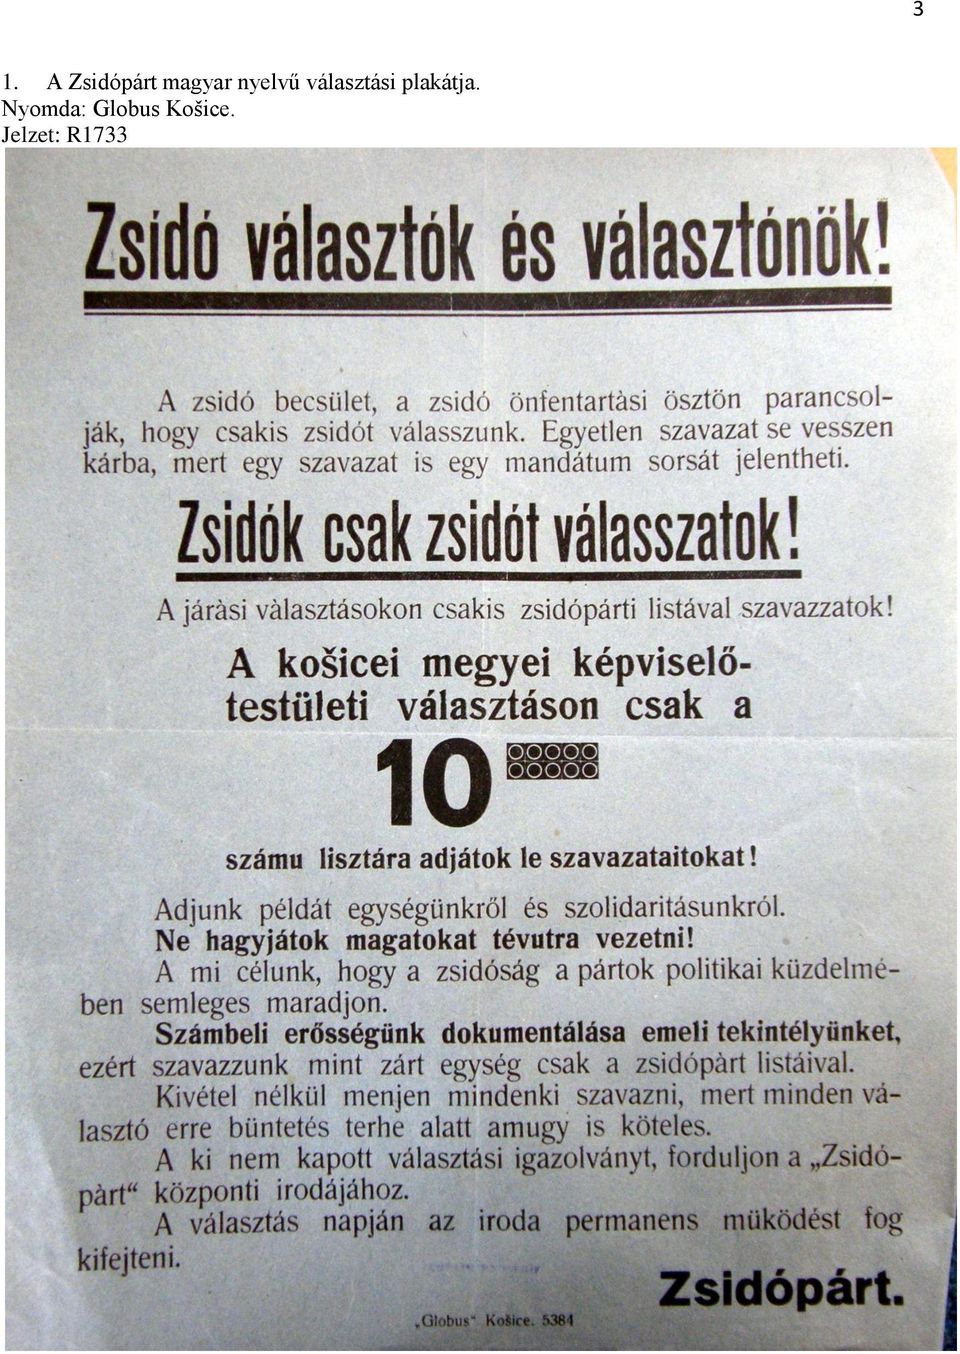 3
1. A Zsidópárt magyar nyelvű választási plakátja.
Nyomda: Globus Košice.
Jelzet: R1733
Zsidó választók és választónők!
A zsidó becsület, a zsidó önfentartàsi ösztön parancsol-
ják, hogy csakis zsidót válasszunk. Egyetlen szavazat se vesszen
kárba, mert egy szavazat is egy mandátum sorsát jelentheti.
Zsidók csak zsidót válasszatok!
A járàsi vàlasztásokon csakis zsidópárti listával szavazzatok!
A košicei megyei képviselő-
testületi választáson csak a
10
számu lisztára adjátok le szavazataitokat!
Adjunk példát egységünkről és szolidaritásunkról.
Ne hagyjátok magatokat tévutra vezetni!
A mi célunk, hogy a zsidóság a pártok politikai küzdelmé-
ben semleges maradjon.
Számbeli erősségünk dokumentálása emeli tekintélyünket,
ezért szavazzunk mint zárt egység csak a zsidópàrt listáival.
Kivétel nélkül menjen mindenki szavazni, mert minden vá-
lasztó erre büntetés terhe alatt amugy is köteles.
A ki nem kapott választási igazolványt, forduljon a „Zsidó-
pàrt“ központi irodájához.
A választás napján az iroda permanens müködést fog
kifejteni.
Zsidópárt.
„Globus“ Košice. 5384